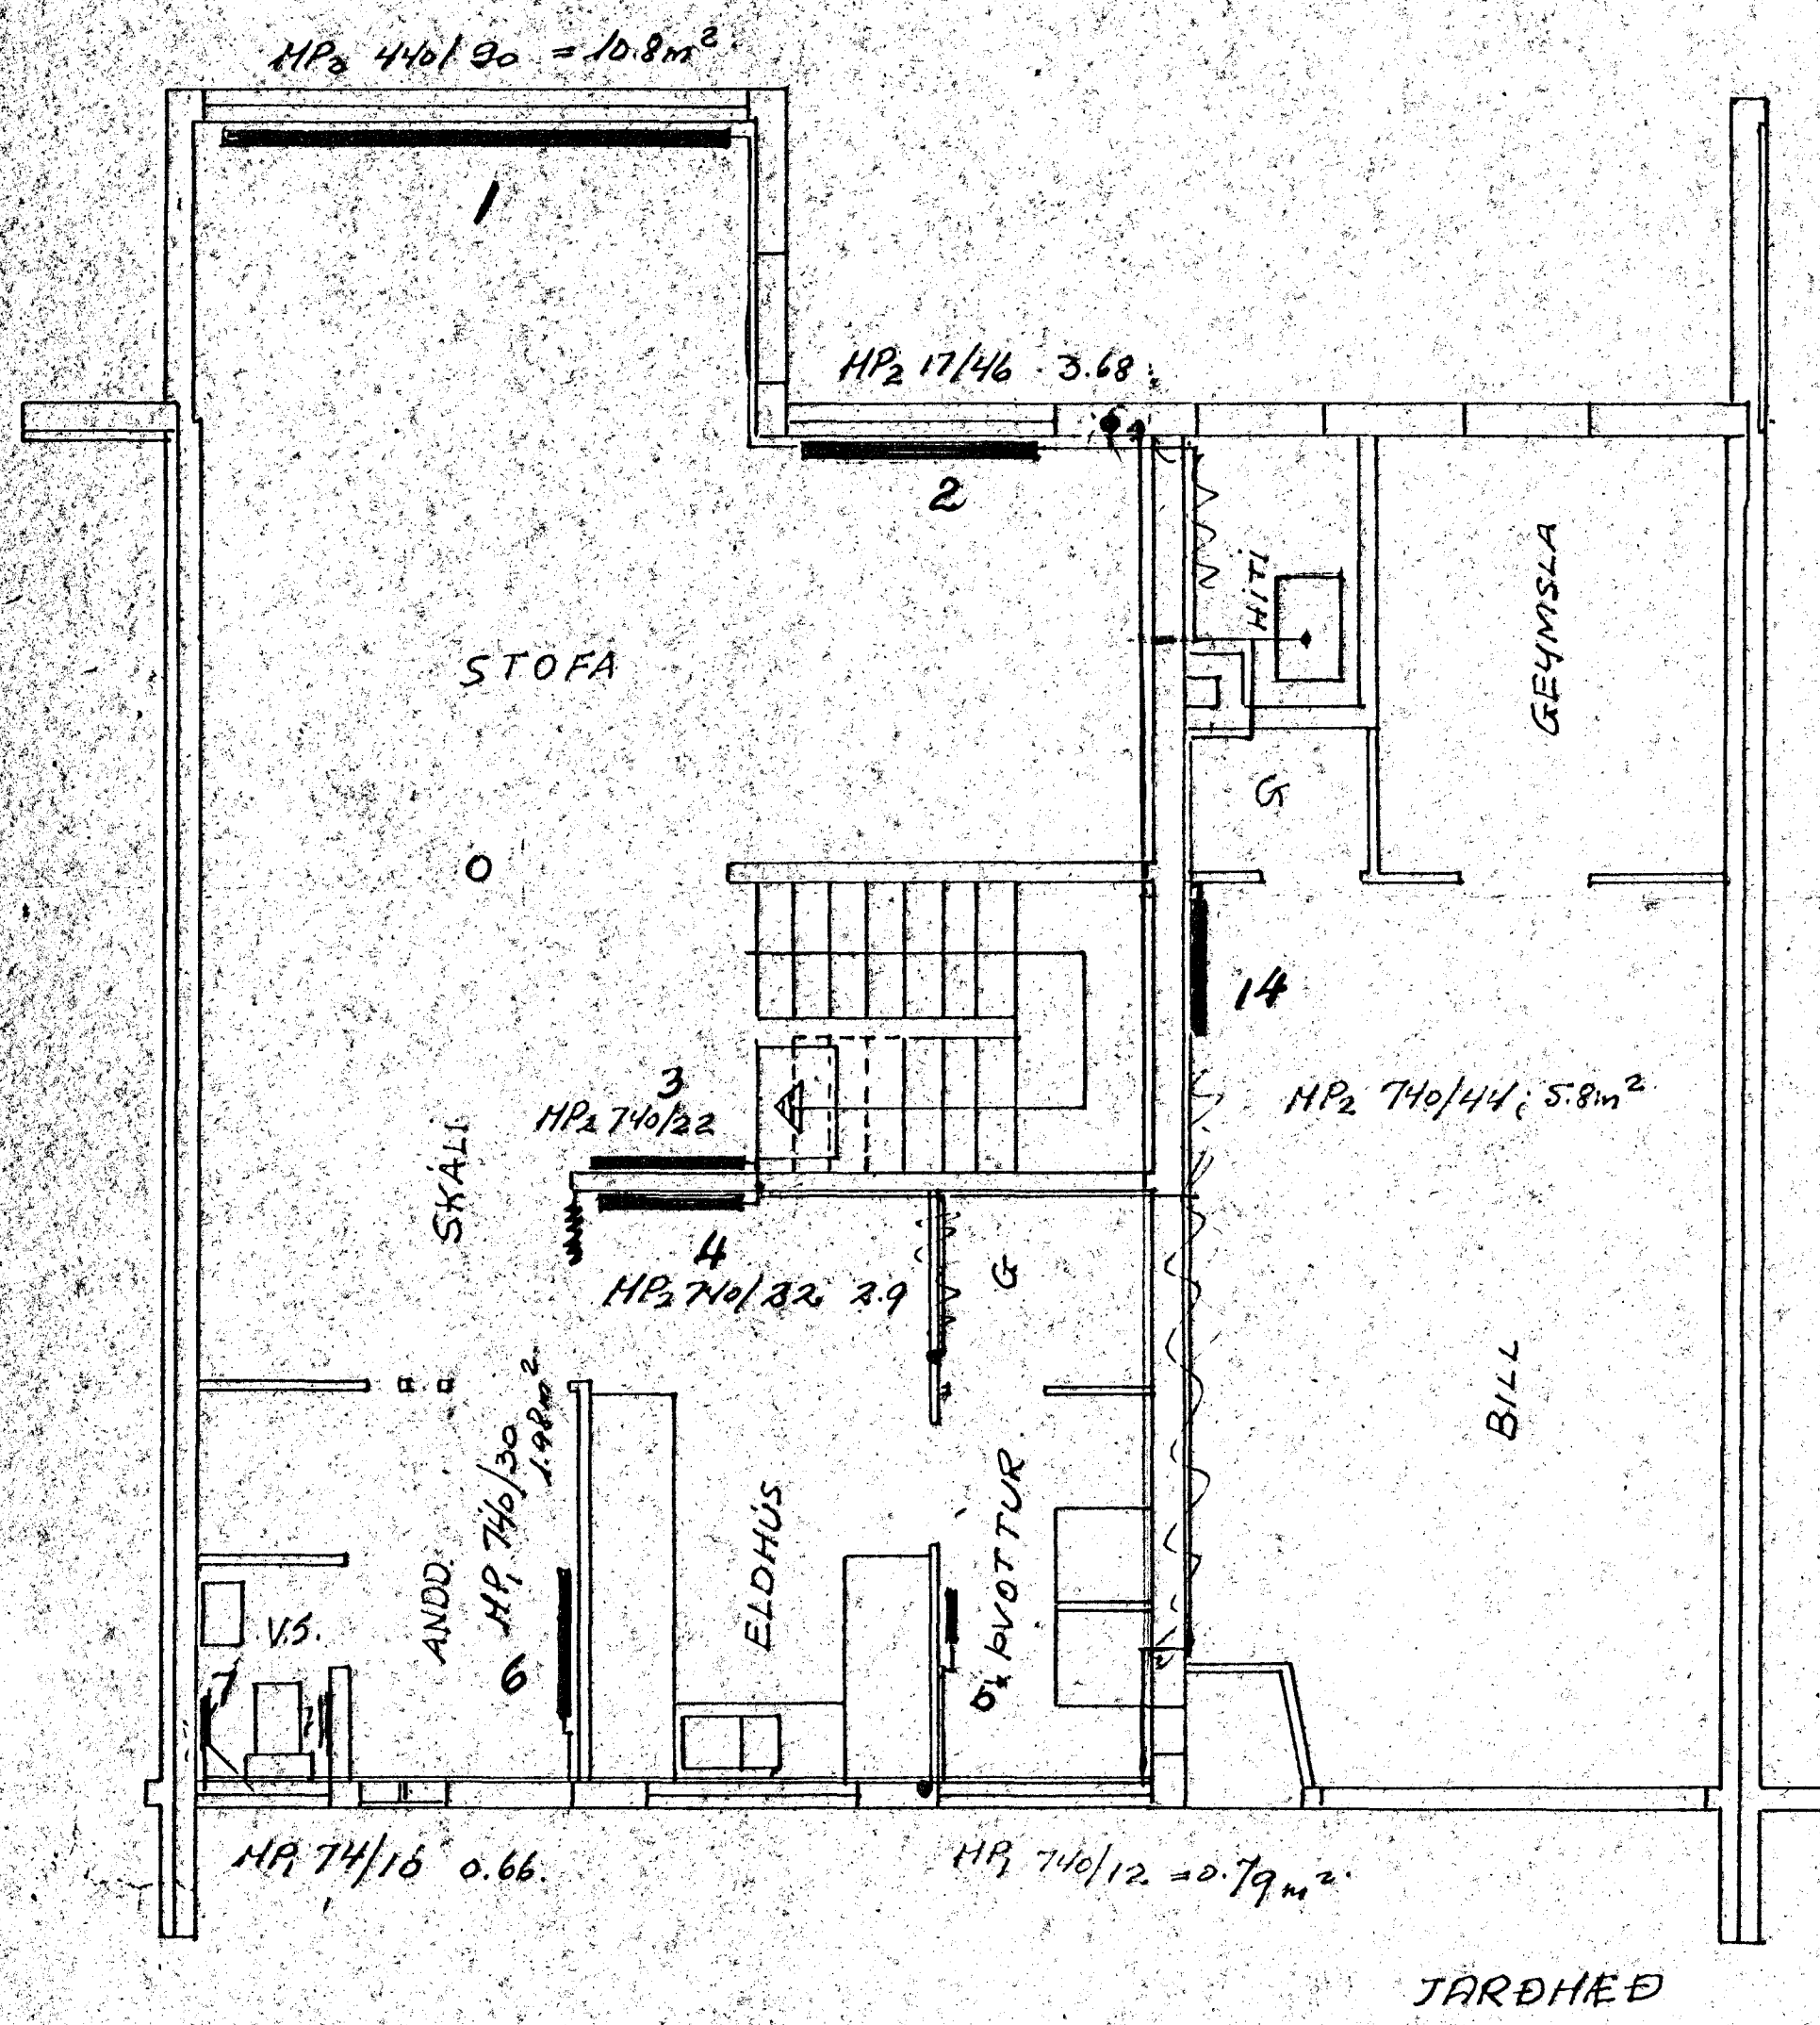 HP₂ 440/90 = 10.8m²
1
HP₂ 17/46 3.68
2
HITI
GEYMSLA
STOFA
G
0
14
3
HP₂ 740/22
HP₂ 740/44; 5.8m²
SKÁLI
4
HP₂ 740/32 2.9
G
BILL
HP₁ 740/30
1.98m²
ELDHÚS
ÞVOTTUR
ANDD.
V.S.
6
7
5
HP₁ 74/10 0.66.
HP₁ 740/12 = 0.79m²
JARÐHÆÐ